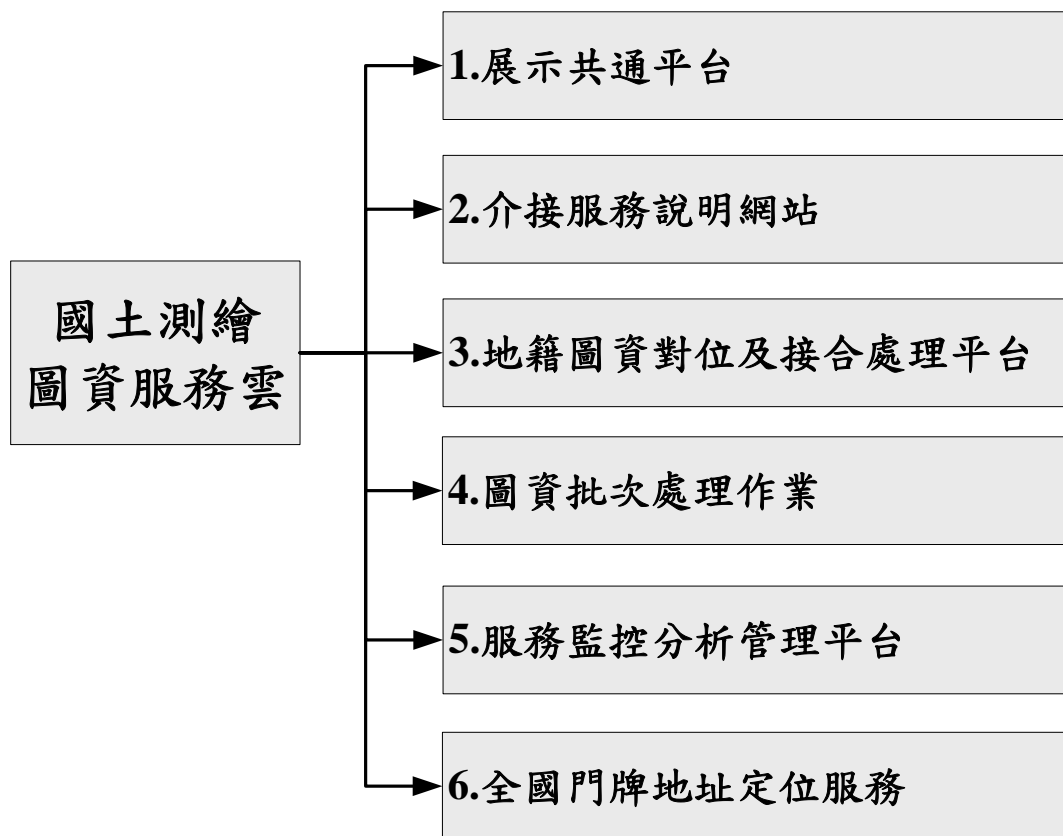 國土測繪
圖資服務雲
1.展示共通平台
2.介接服務說明網站
3.地籍圖資對位及接合處理平台
4.圖資批次處理作業
5.服務監控分析管理平台
6.全國門牌地址定位服務